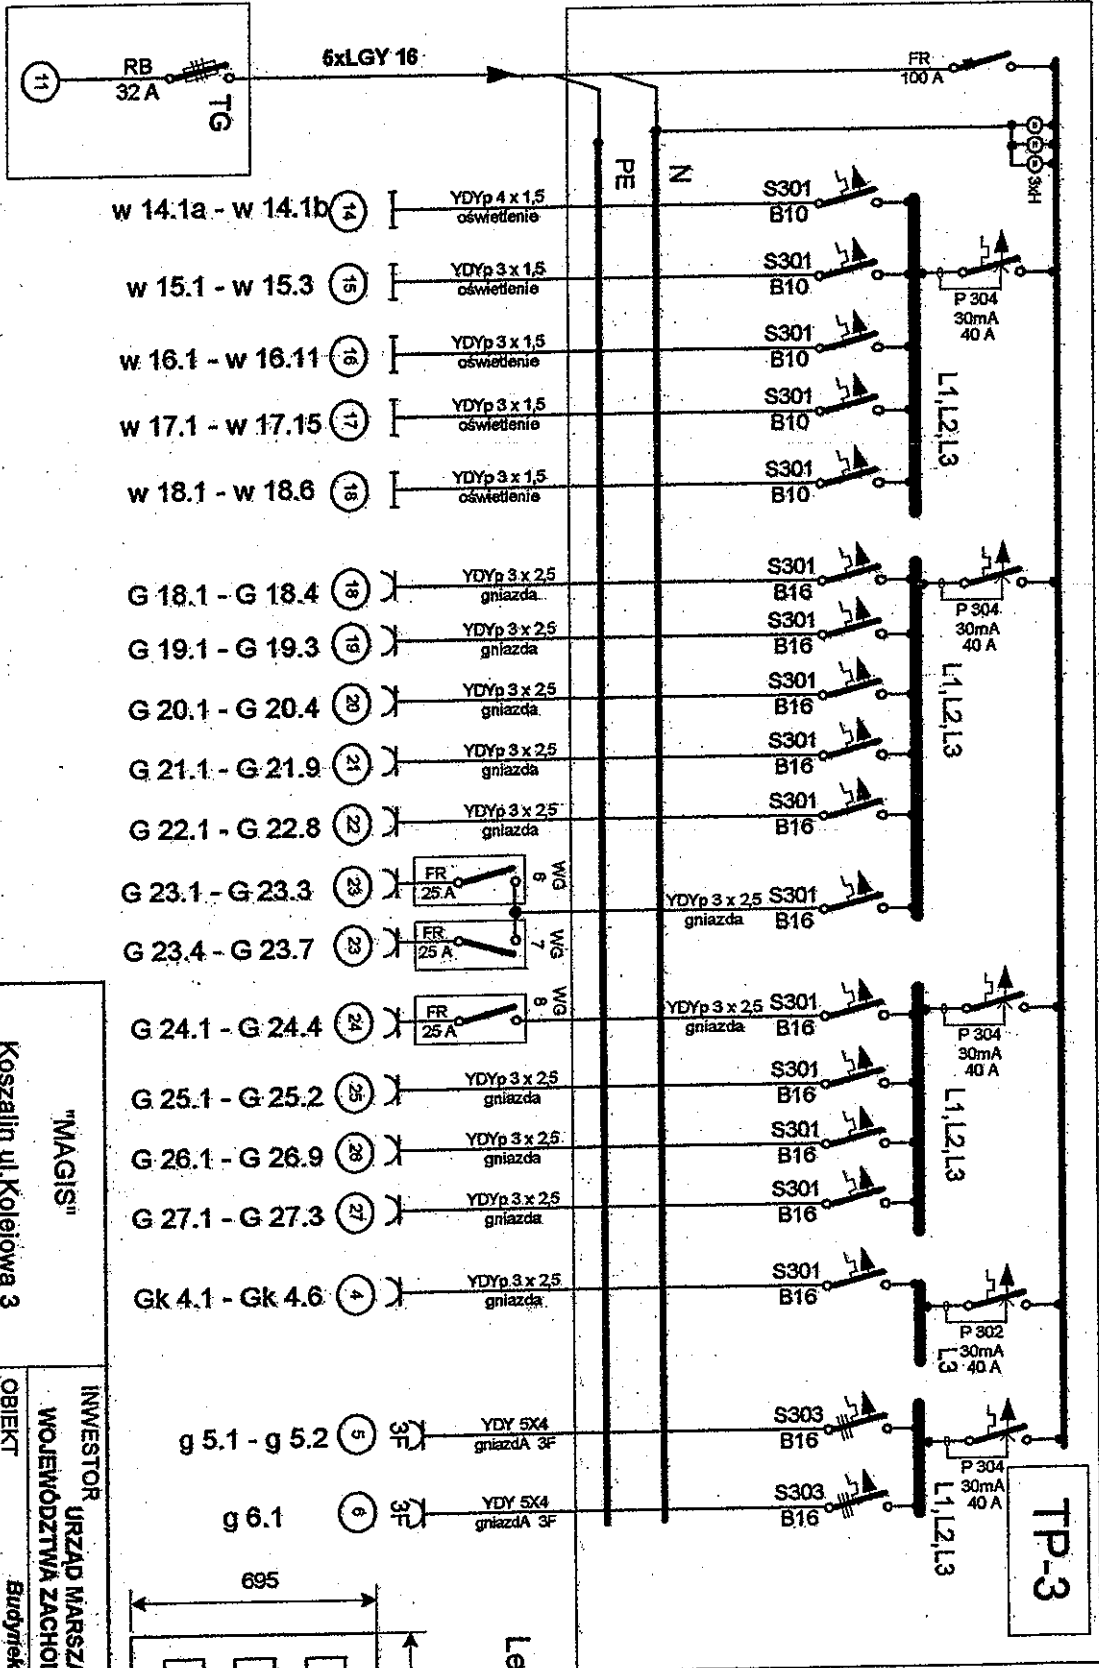 11
RB
32 A
TG
5xLGY 16
FR
100 A
3xH
PE
N
w 14.1a - w 14.1b 14 YDYp 4 x 1,5 S301
oświetlenie B10
w 15.1 - w 15.3 15 YDYp 3 x 1,5 S301
oświetlenie B10
P 304
30mA
40 A
w 16.1 - w 16.11 16 YDYp 3 x 1,5 S301
oświetlenie B10
L1,L2,L3
w 17.1 - w 17.15 17 YDYp 3 x 1,5 S301
oświetlenie B10
w 18.1 - w 18.6 18 YDYp 3 x 1,5 S301
oświetlenie B10
G 18.1 - G 18.4 18 YDYp 3 x 2,5 S301
gniazda B16
P 304
30mA
40 A
G 19.1 - G 19.3 19 YDYp 3 x 2,5 S301
gniazda B16
L1,L2,L3
G 20.1 - G 20.4 20 YDYp 3 x 2,5 S301
gniazda B16
G 21.1 - G 21.9 21 YDYp 3 x 2,5 S301
gniazda B16
G 22.1 - G 22.8 22 YDYp 3 x 2,5 S301
gniazda B16
G 23.1 - G 23.3 23 FR
25 A
WG
6
YDYp 3 x 2,5 S301
gniazda B16
G 23.4 - G 23.7 23 FR
25 A
WG
7
G 24.1 - G 24.4 24 FR
25 A
WG
8
YDYp 3 x 2,5 S301
gniazda B16
P 304
30mA
40 A
G 25.1 - G 25.2 25 YDYp 3 x 2,5 S301
gniazda B16
L1,L2,L3
G 26.1 - G 26.9 26 YDYp 3 x 2,5 S301
gniazda B16
G 27.1 - G 27.3 27 YDYp 3 x 2,5 S301
gniazda B16
Gk 4.1 - Gk 4.6 4 YDYp 3 x 2,5 S301
gniazda B16
P 302
30mA
40 A
L3
g 5.1 - g 5.2 5 3F YDY 5X4 S303
gniazdA 3F B16
P 304
30mA
40 A
L1,L2,L3
g 6.1 6 3F YDY 5X4 S303
gniazdA 3F B16
TP-3
695
Le
"MAGIS"
Koszalin ul.Kolejowa 3
INWESTOR
URZĄD MARSZA
WOJEWÓDZTWA ZACHO
OBIEKT
Budynek